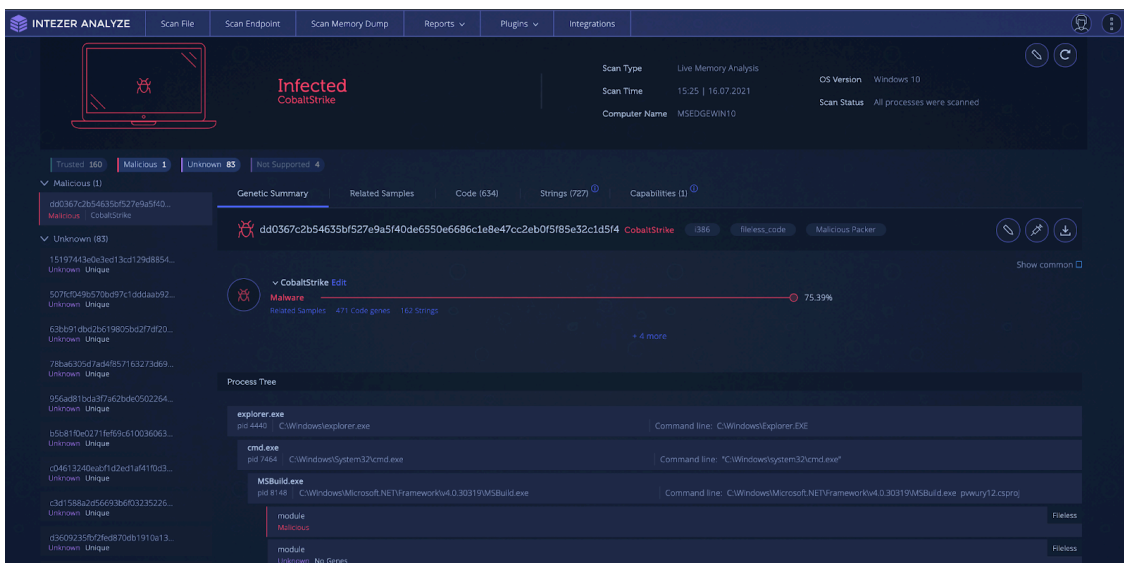 INTEZER ANALYZE Scan File Scan Endpoint Scan Memory Dump Reports Plugins Integrations
Infected
CobaltStrike
Scan Type Live Memory Analysis
Scan Time 15:25 | 16.07.2021
Computer Name MSEDGEWIN10
OS Version Windows 10
Scan Status All processes were scanned
Trusted 160 Malicious 1 Unknown 83 Not Supported 4
Malicious (1)
dd0367c2b54635bf527e9a5f40...
Malicious CobaltStrike
Unknown (83)
15197443e0e3ed13cd129d8854...
Unknown Unique
507fcf049b570bd97c1dddaab92...
Unknown Unique
63bb91dbd2b619805bd2f7df20...
Unknown Unique
78ba6305d7ad4f857163273d69...
Unknown Unique
956ad81bda3f7a62bde0502264...
Unknown Unique
b5b81f0e0271fef69c610036063...
Unknown Unique
c04613240eabf1d2ed1af41f0d3...
Unknown Unique
c3d1588a2d56693b6f03235226...
Unknown Unique
d3609235fbf2fed870db1910a13...
Unknown Unique
Genetic Summary Related Samples Code (634) Strings (727) Capabilities (1)
dd0367c2b54635bf527e9a5f40de6550e6686c1e8e47cc2eb0f5f85e32c1d5f4 CobaltStrike i386 fileless_code Malicious Packer
Show common
CobaltStrike Edit
Malware 75.39%
Related Samples 471 Code genes 162 Strings
+ 4 more
Process Tree
explorer.exe
pid 4440 C:\Windows\explorer.exe Command line: C:\Windows\Explorer.EXE
cmd.exe
pid 7464 C:\Windows\System32\cmd.exe Command line: "C:\Windows\system32\cmd.exe"
MSBuild.exe
pid 8148 C:\Windows\Microsoft.NET\Framework\v4.0.30319\MSBuild.exe Command line: C:\Windows\Microsoft.NET\Framework\v4.0.30319\MSBuild.exe pvwury12.csproj
module Fileless
Malicious
module Fileless
Unknown No Genes